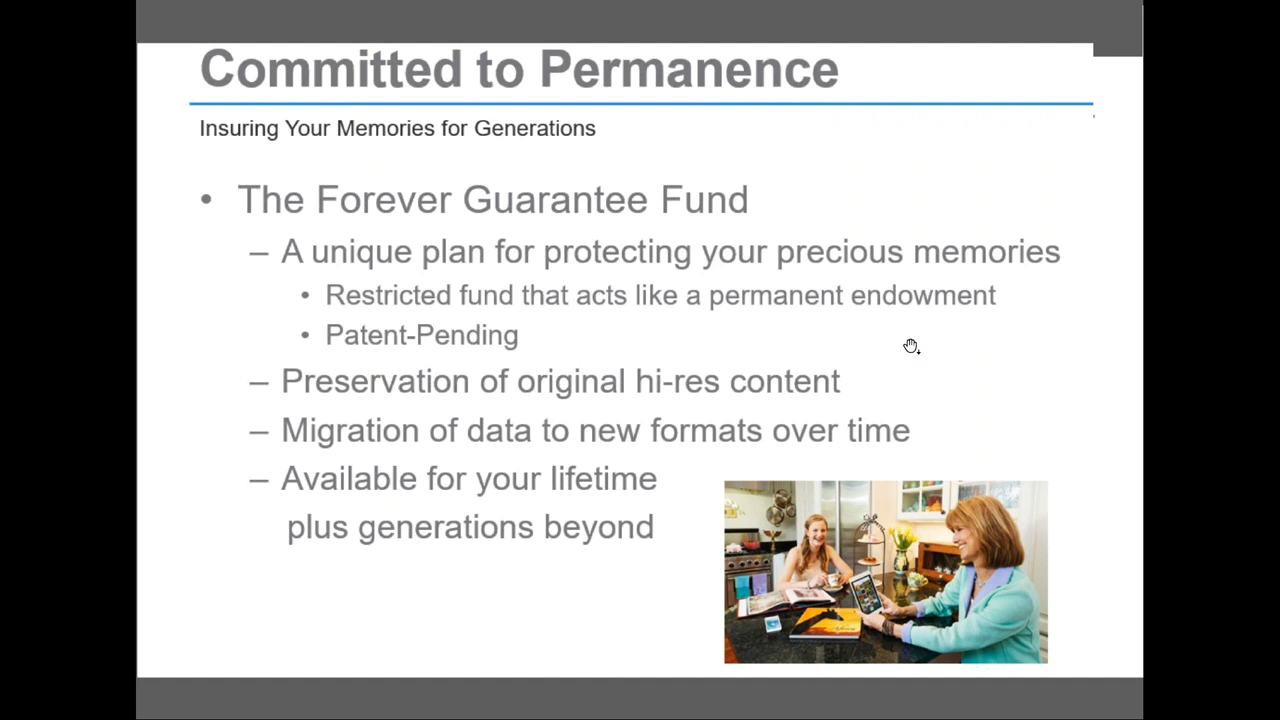 Committed to Permanence
Insuring Your Memories for Generations
• The Forever Guarantee Fund
– A unique plan for protecting your precious memories
• Restricted fund that acts like a permanent endowment
• Patent-Pending
– Preservation of original hi-res content
– Migration of data to new formats over time
– Available for your lifetime
plus generations beyond